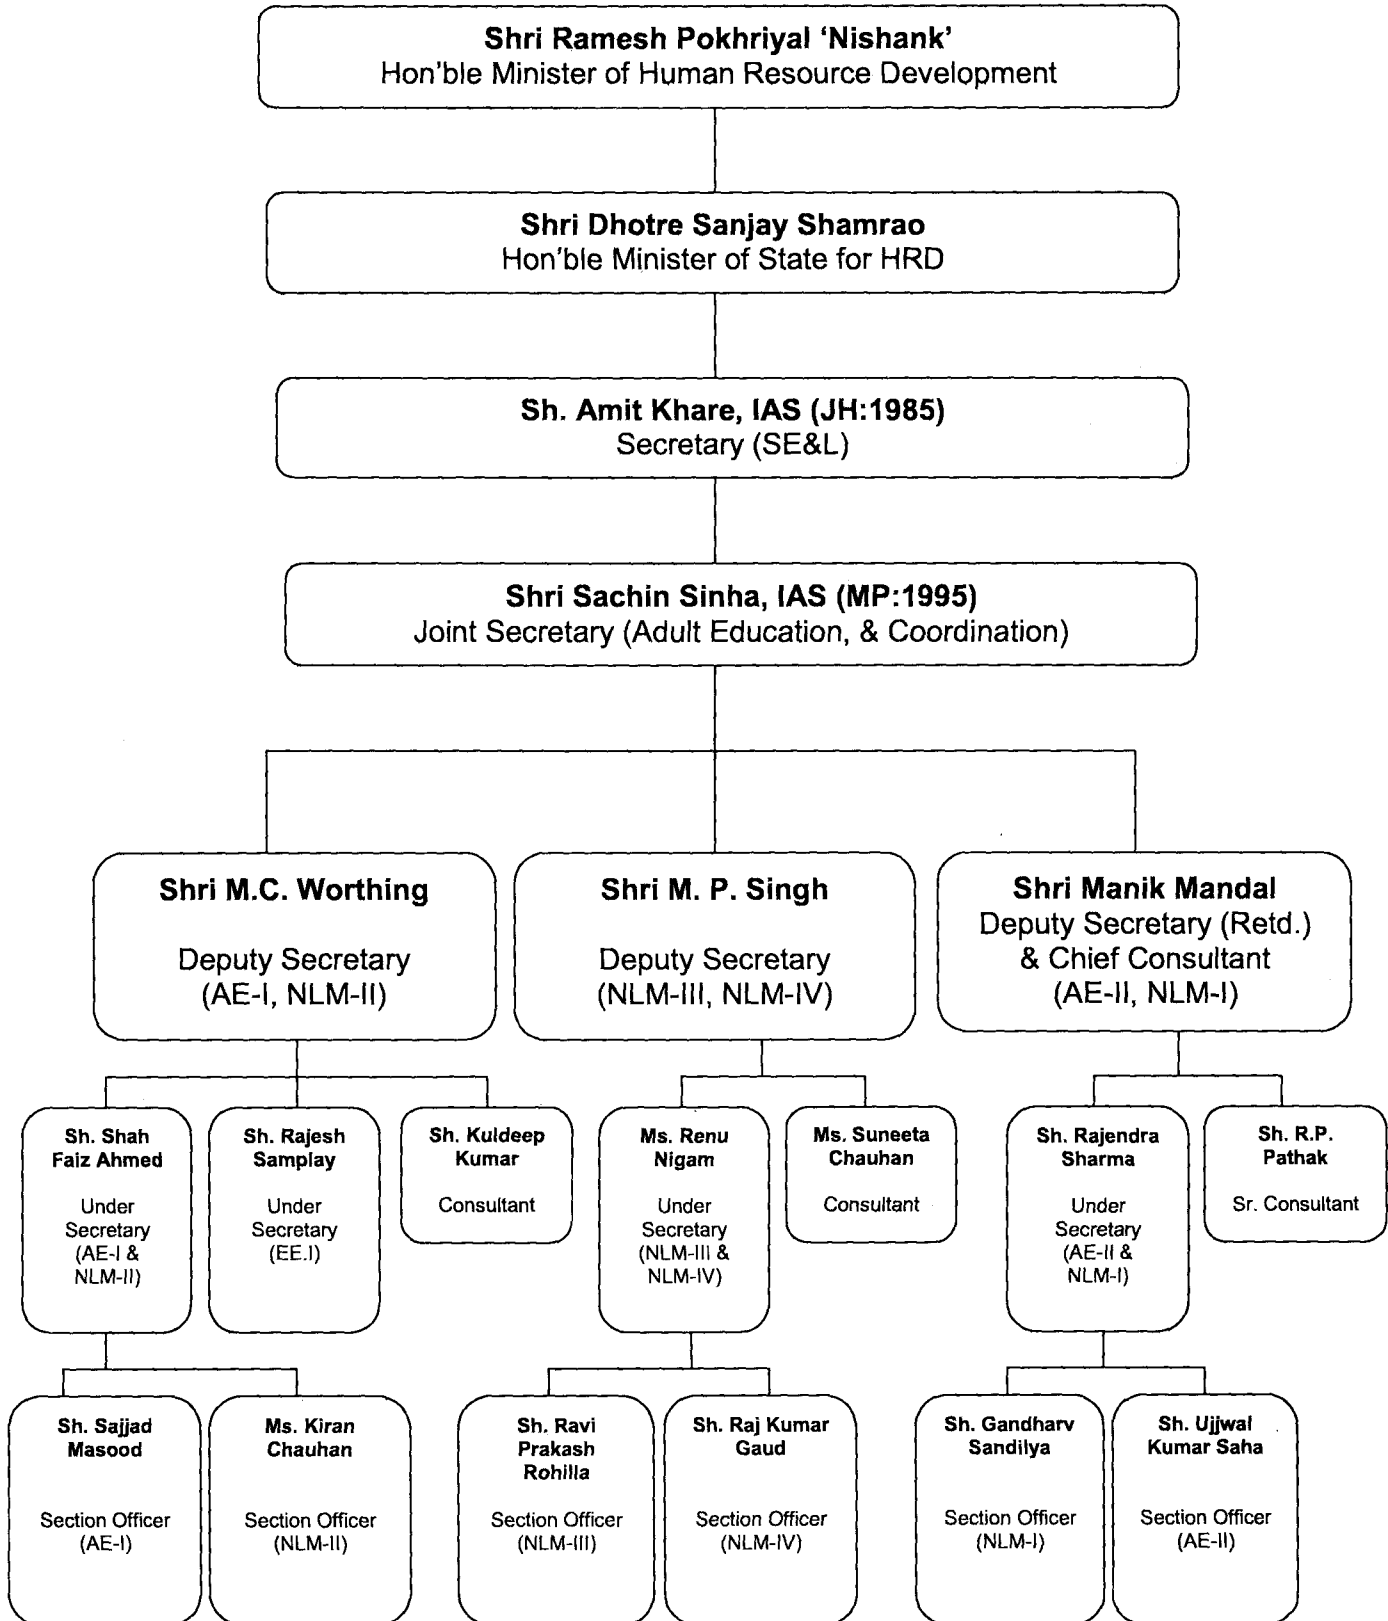 Shri Ramesh Pokhriyal ‘Nishank’
Hon’ble Minister of Human Resource Development
Shri Dhotre Sanjay Shamrao
Hon’ble Minister of State for HRD
Sh. Amit Khare, IAS (JH:1985)
Secretary (SE&L)
Shri Sachin Sinha, IAS (MP:1995)
Joint Secretary (Adult Education, & Coordination)
Shri M.C. Worthing
Deputy Secretary
(AE-I, NLM-II)
Shri M. P. Singh
Deputy Secretary
(NLM-III, NLM-IV)
Shri Manik Mandal
Deputy Secretary (Retd.)
& Chief Consultant
(AE-II, NLM-I)
Sh. Shah
Faiz Ahmed
Under
Secretary
(AE-I &
NLM-II)
Sh. Rajesh
Samplay
Under
Secretary
(EE.I)
Sh. Kuldeep
Kumar
Consultant
Ms. Renu
Nigam
Under
Secretary
(NLM-III &
NLM-IV)
Ms. Suneeta
Chauhan
Consultant
Sh. Rajendra
Sharma
Under
Secretary
(AE-II &
NLM-I)
Sh. R.P.
Pathak
Sr. Consultant
Sh. Sajjad
Masood
Section Officer
(AE-I)
Ms. Kiran
Chauhan
Section Officer
(NLM-II)
Sh. Ravi
Prakash
Rohilla
Section Officer
(NLM-III)
Sh. Raj Kumar
Gaud
Section Officer
(NLM-IV)
Sh. Gandharv
Sandilya
Section Officer
(NLM-I)
Sh. Ujjwal
Kumar Saha
Section Officer
(AE-II)